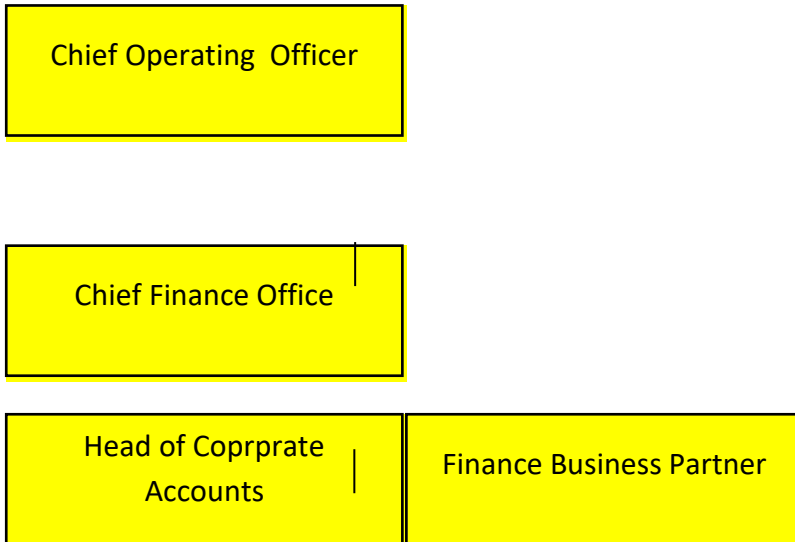 Chief Operating  Officer
Chief Finance Office
Head of Coprprate
Accounts
Finance Business Partner